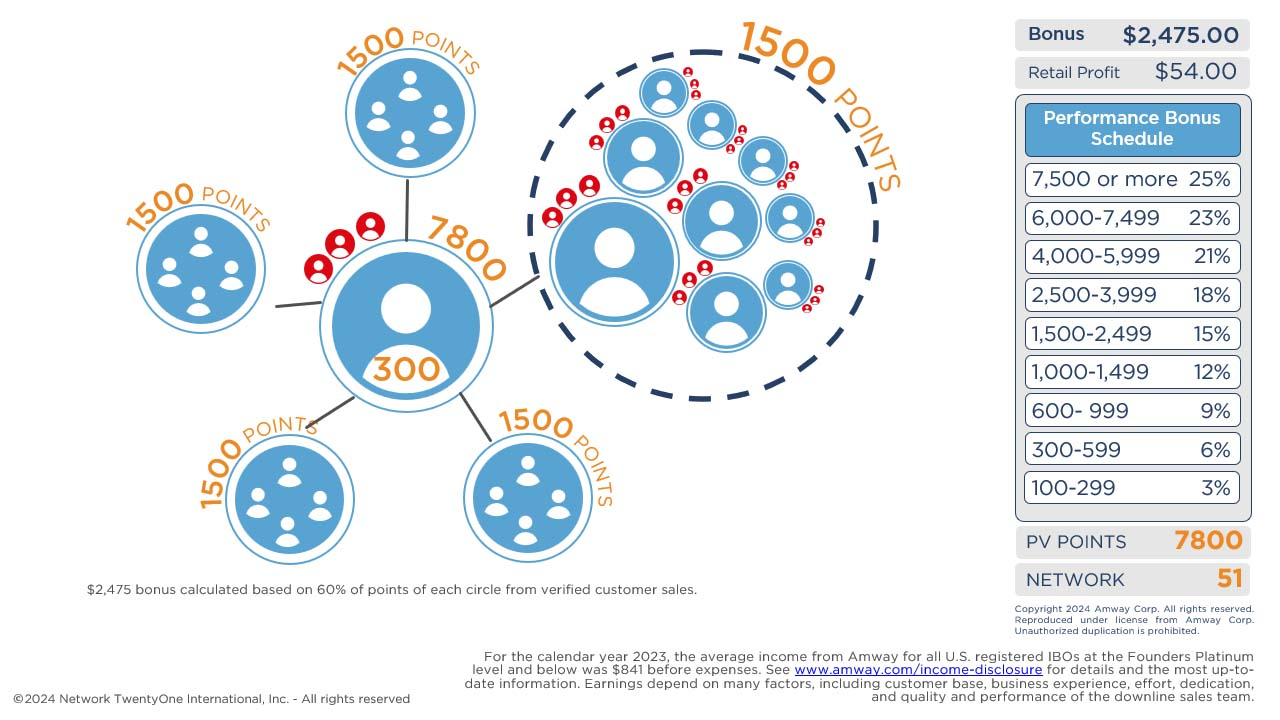 1500 POINTS
1500 POINTS
1500 POINTS
7800
300
1500 POINTS
1500 POINTS
$2,475 bonus calculated based on 60% of points of each circle from verified customer sales.
Bonus $2,475.00
Retail Profit $54.00
Performance Bonus
Schedule
7,500 or more 25%
6,000-7,499 23%
4,000-5,999 21%
2,500-3,999 18%
1,500-2,499 15%
1,000-1,499 12%
600- 999 9%
300-599 6%
100-299 3%
PV POINTS 7800
NETWORK 51
Copyright 2024 Amway Corp. All rights reserved.
Reproduced under license from Amway Corp.
Unauthorized duplication is prohibited.
For the calendar year 2023, the average income from Amway for all U.S. registered IBOs at the Founders Platinum
level and below was $841 before expenses. See www.amway.com/income-disclosure for details and the most up-to-
date information. Earnings depend on many factors, including customer base, business experience, effort, dedication,
and quality and performance of the downline sales team.
©2024 Network TwentyOne International, Inc. - All rights reserved